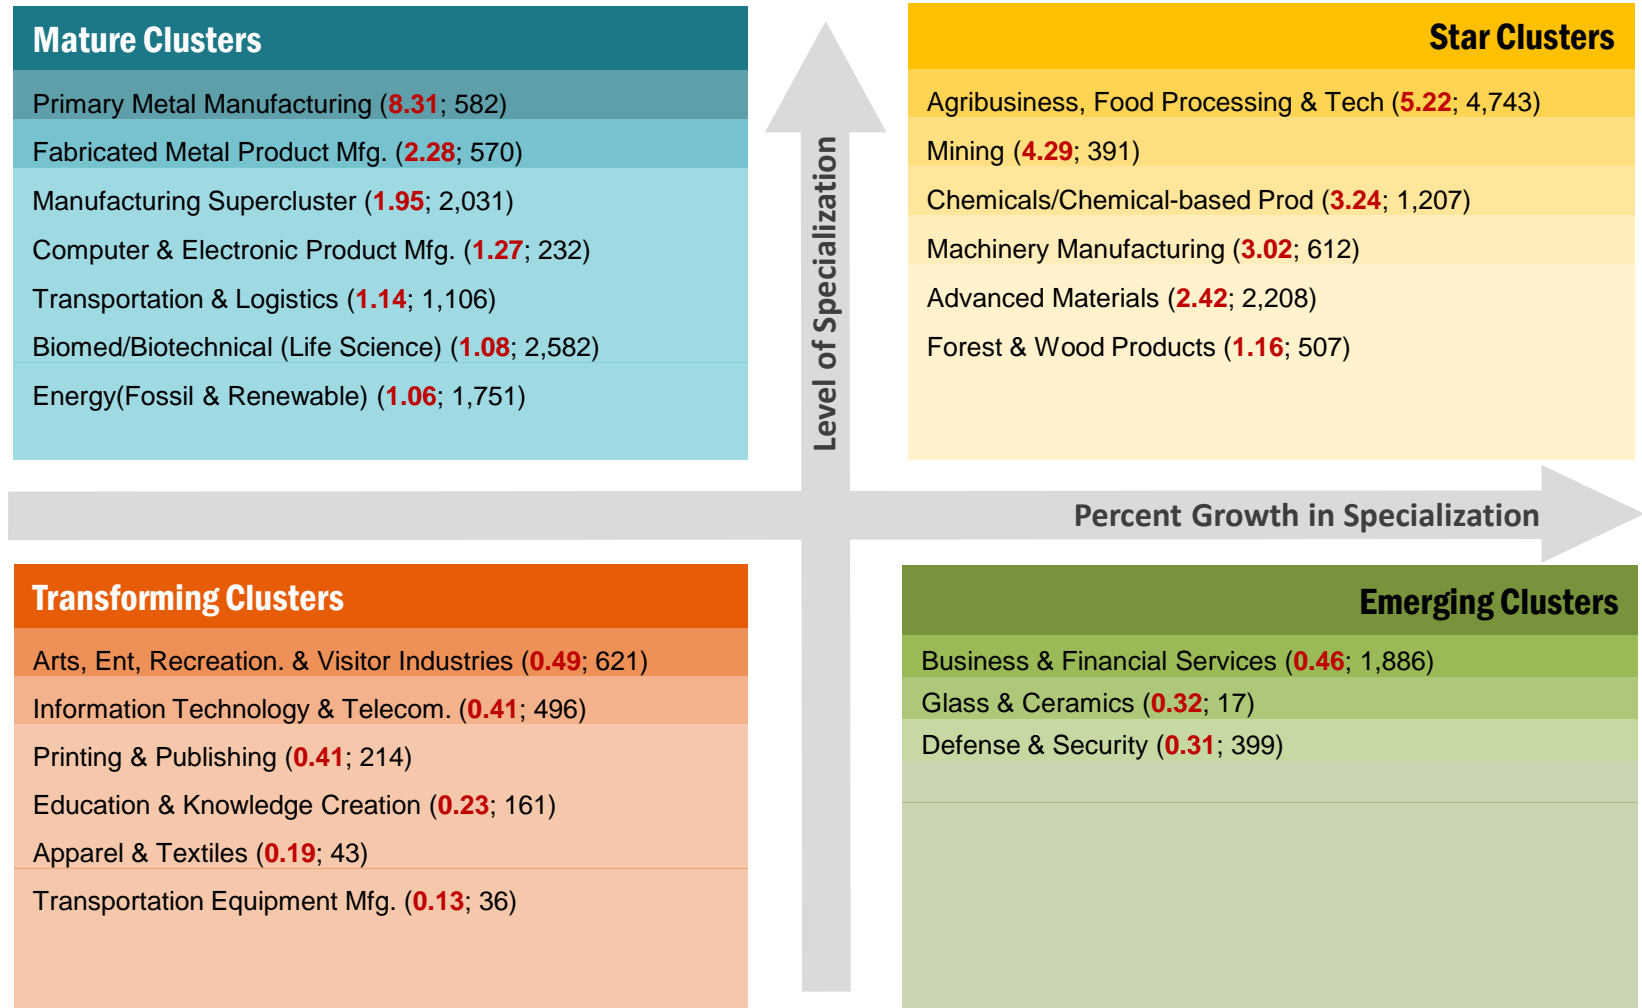 Mature Clusters
Primary Metal Manufacturing (8.31; 582)
Fabricated Metal Product Mfg. (2.28; 570)
Manufacturing Supercluster (1.95; 2,031)
Computer & Electronic Product Mfg. (1.27; 232)
Transportation & Logistics (1.14; 1,106)
Biomed/Biotechnical (Life Science) (1.08; 2,582)
Energy(Fossil & Renewable) (1.06; 1,751)
Level of Specialization
Star Clusters
Agribusiness, Food Processing & Tech (5.22; 4,743)
Mining (4.29; 391)
Chemicals/Chemical-based Prod (3.24; 1,207)
Machinery Manufacturing (3.02; 612)
Advanced Materials (2.42; 2,208)
Forest & Wood Products (1.16; 507)
Percent Growth in Specialization
Transforming Clusters
Arts, Ent, Recreation. & Visitor Industries (0.49; 621)
Information Technology & Telecom. (0.41; 496)
Printing & Publishing (0.41; 214)
Education & Knowledge Creation (0.23; 161)
Apparel & Textiles (0.19; 43)
Transportation Equipment Mfg. (0.13; 36)
Emerging Clusters
Business & Financial Services (0.46; 1,886)
Glass & Ceramics (0.32; 17)
Defense & Security (0.31; 399)